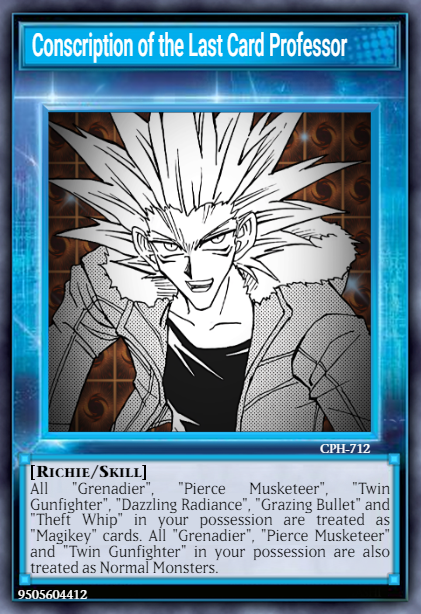 Conscription of the Last Card Professor
CPH-712
[RICHIE/SKILL]
All "Grenadier", "Pierce Musketeer", "Twin
Gunfighter", "Dazzling Radiance", "Grazing Bullet" and
"Theft Whip" in your possession are treated as
"Magikey" cards. All "Grenadier", "Pierce Musketeer"
and "Twin Gunfighter" in your possession are also
treated as Normal Monsters.
9505604412